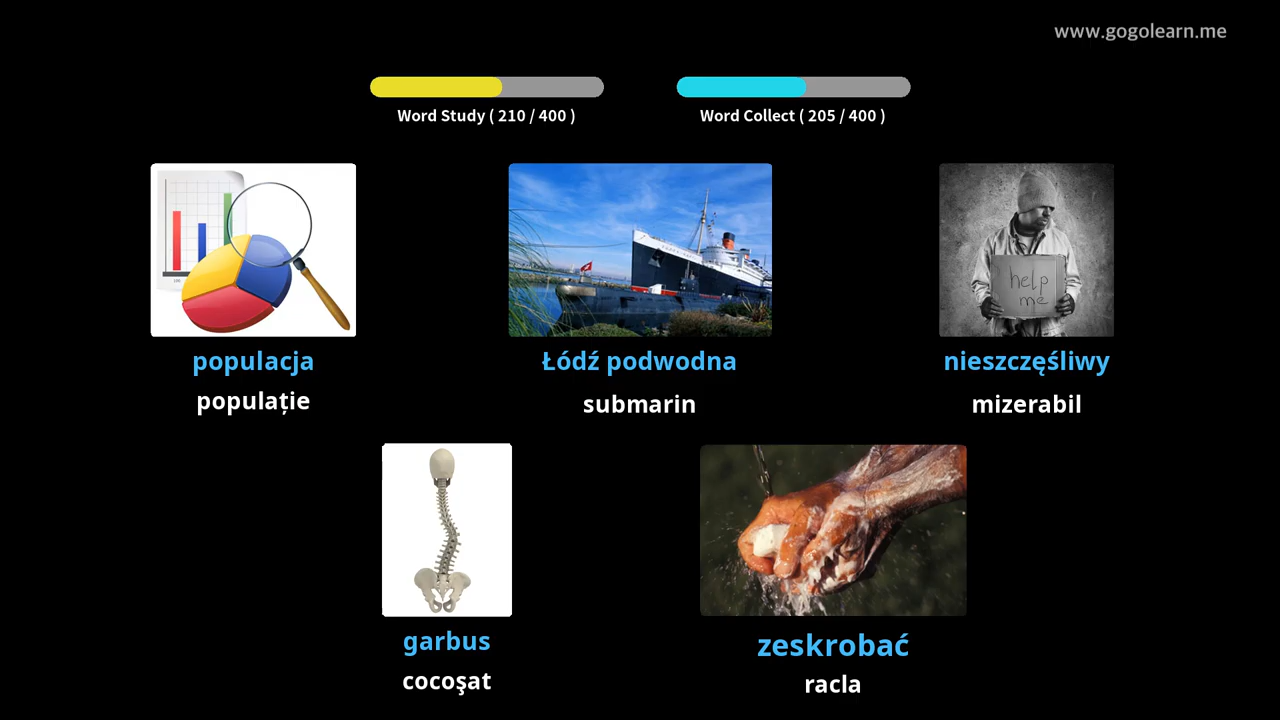 www.gogolearn.me
Word Study ( 210 / 400 )
Word Collect ( 205 / 400 )
populacja
populație
Łódź podwodna
submarin
help
me
nieszczęśliwy
mizerabil
garbus
cocoşat
zeskrobać
racla